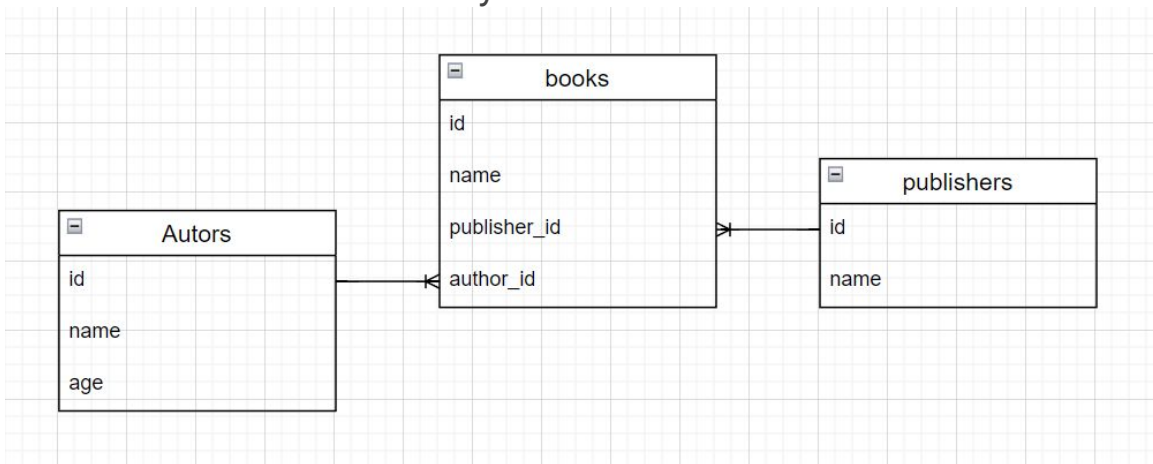 Autors
id
name
age
books
id
name
publisher_id
author_id
publishers
id
name